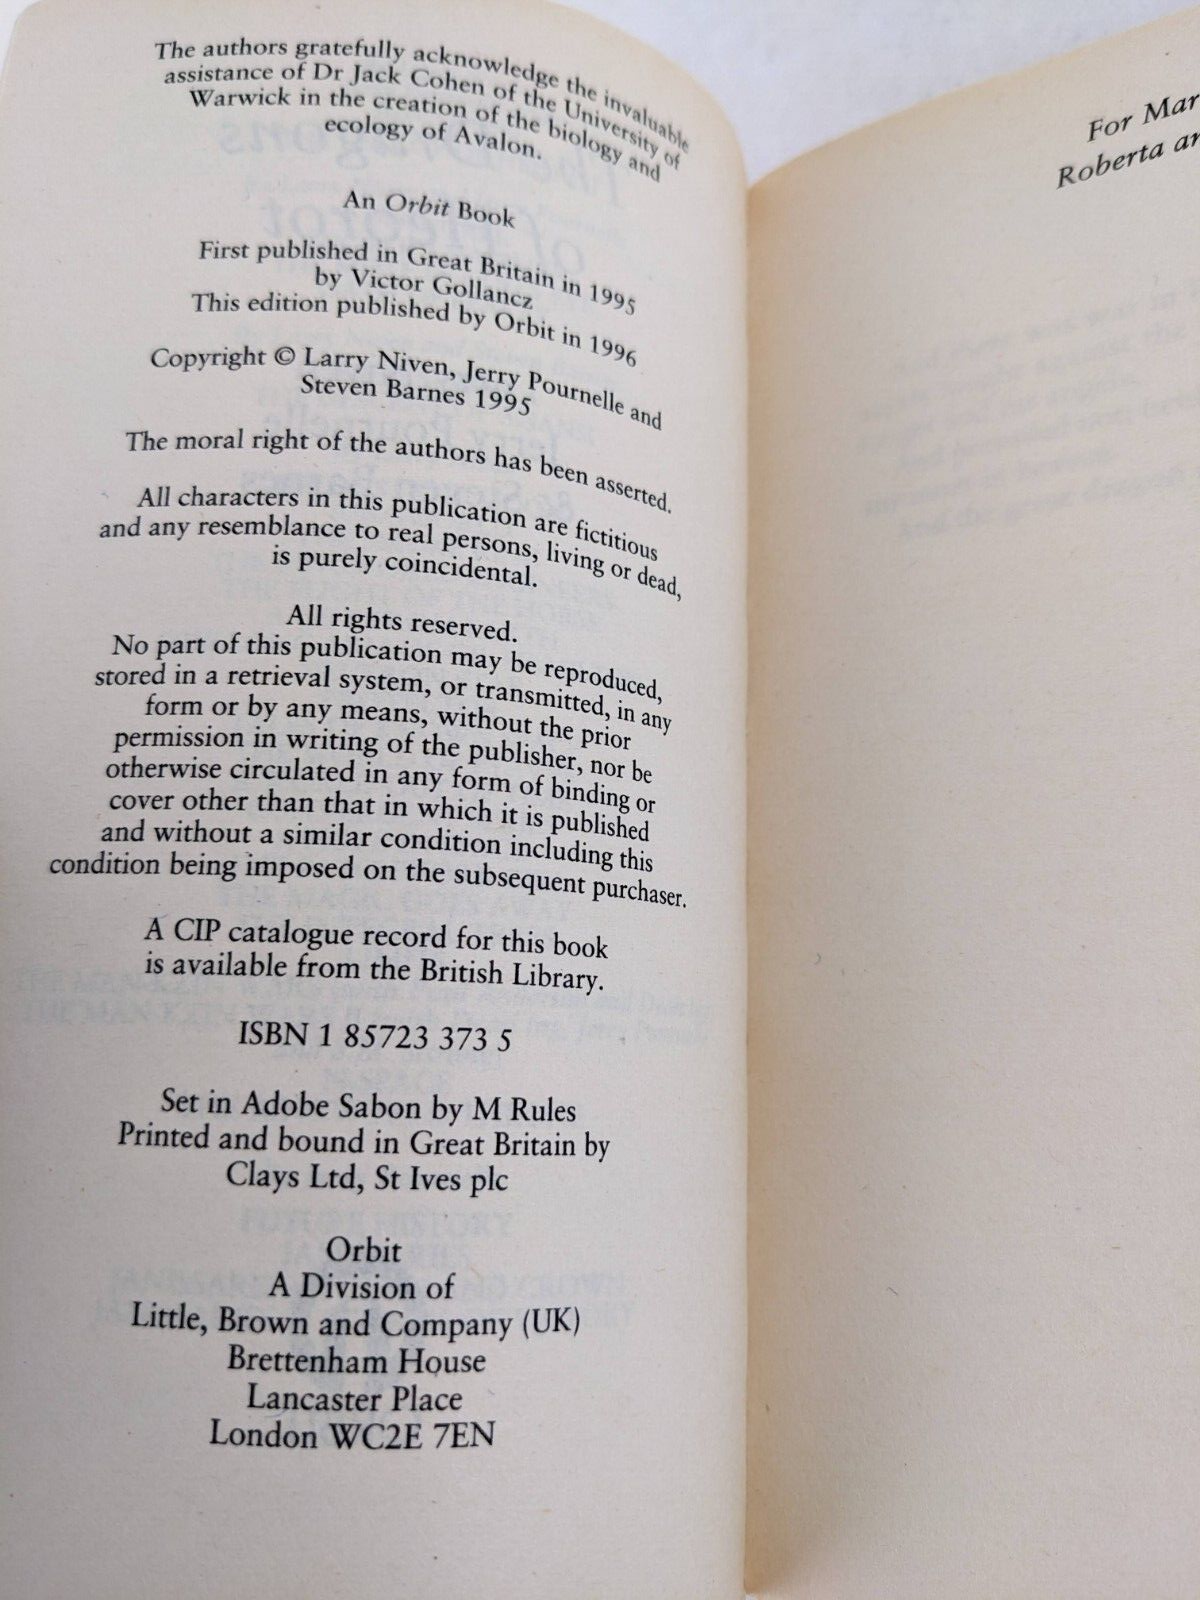 The authors gratefully acknowledge the invaluable
assistance of Dr Jack Cohen of the University of
Warwick in the creation of the biology and
ecology of Avalon.
An Orbit Book
First published in Great Britain in 1995
by Victor Gollancz
This edition published by Orbit in 1996
Copyright © Larry Niven, Jerry Pournelle and
Steven Barnes 1995
The moral right of the authors has been asserted.
All characters in this publication are fictitious
and any resemblance to real persons, living or dead,
is purely coincidental.
All rights reserved.
No part of this publication may be reproduced,
stored in a retrieval system, or transmitted, in any
form or by any means, without the prior
permission in writing of the publisher, nor be
otherwise circulated in any form of binding or
cover other than that in which it is published
and without a similar condition including this
condition being imposed on the subsequent purchaser.
A CIP catalogue record for this book
is available from the British Library.
ISBN 1 85723 373 5
Set in Adobe Sabon by M Rules
Printed and bound in Great Britain by
Clays Ltd, St Ives plc
Orbit
A Division of
Little, Brown and Company (UK)
Brettenham House
Lancaster Place
London WC2E 7EN
For Mar
Roberta an